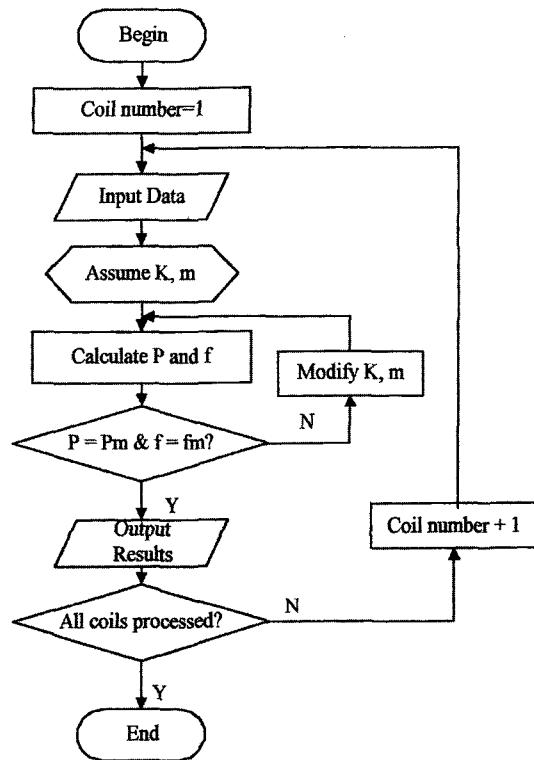 Begin
Coil number=1
Input Data
Assume K, m
Calculate P and f
Modify K, m
P = Pm & f = fm?
N
Y
Output
Results
Coil number + 1
All coils processed?
N
Y
End